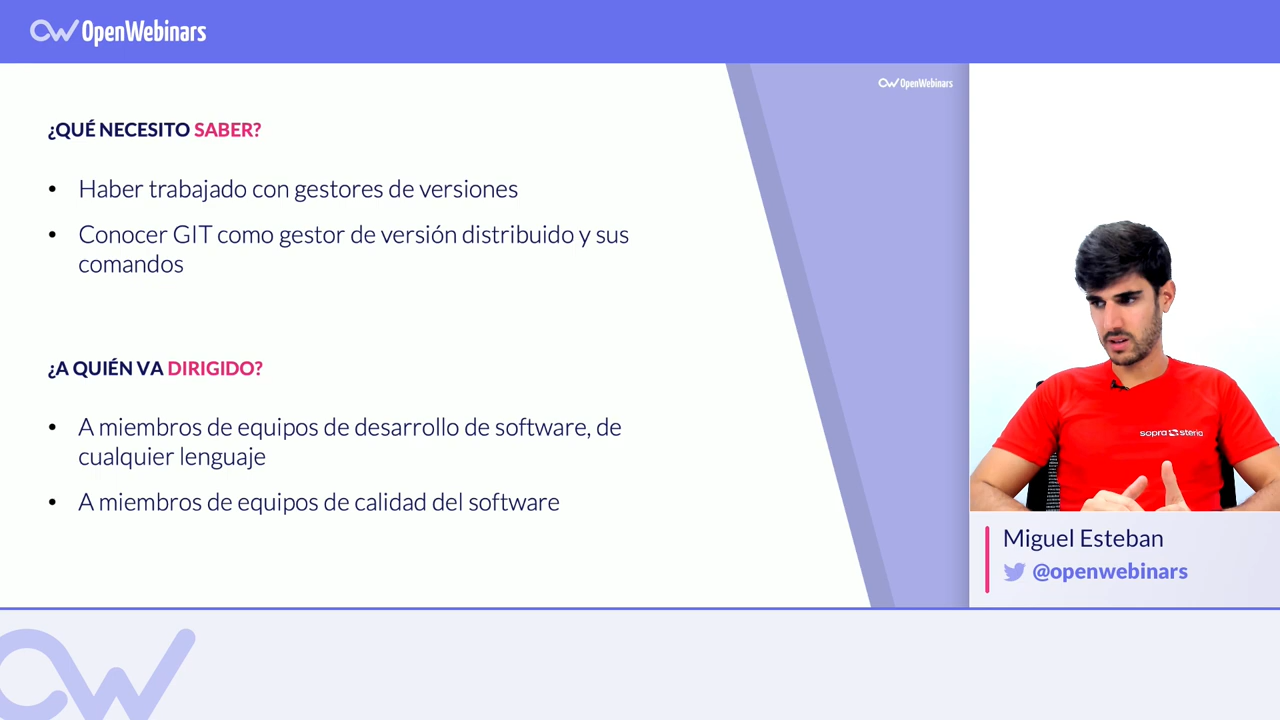 OpenWebinars
OpenWebinars
¿QUÉ NECESITO SABER?
• Haber trabajado con gestores de versiones
• Conocer GIT como gestor de versión distribuido y sus
comandos
¿A QUIÉN VA DIRIGIDO?
• A miembros de equipos de desarrollo de software, de
cualquier lenguaje
• A miembros de equipos de calidad del software
sopra steria
Miguel Esteban
@openwebinars